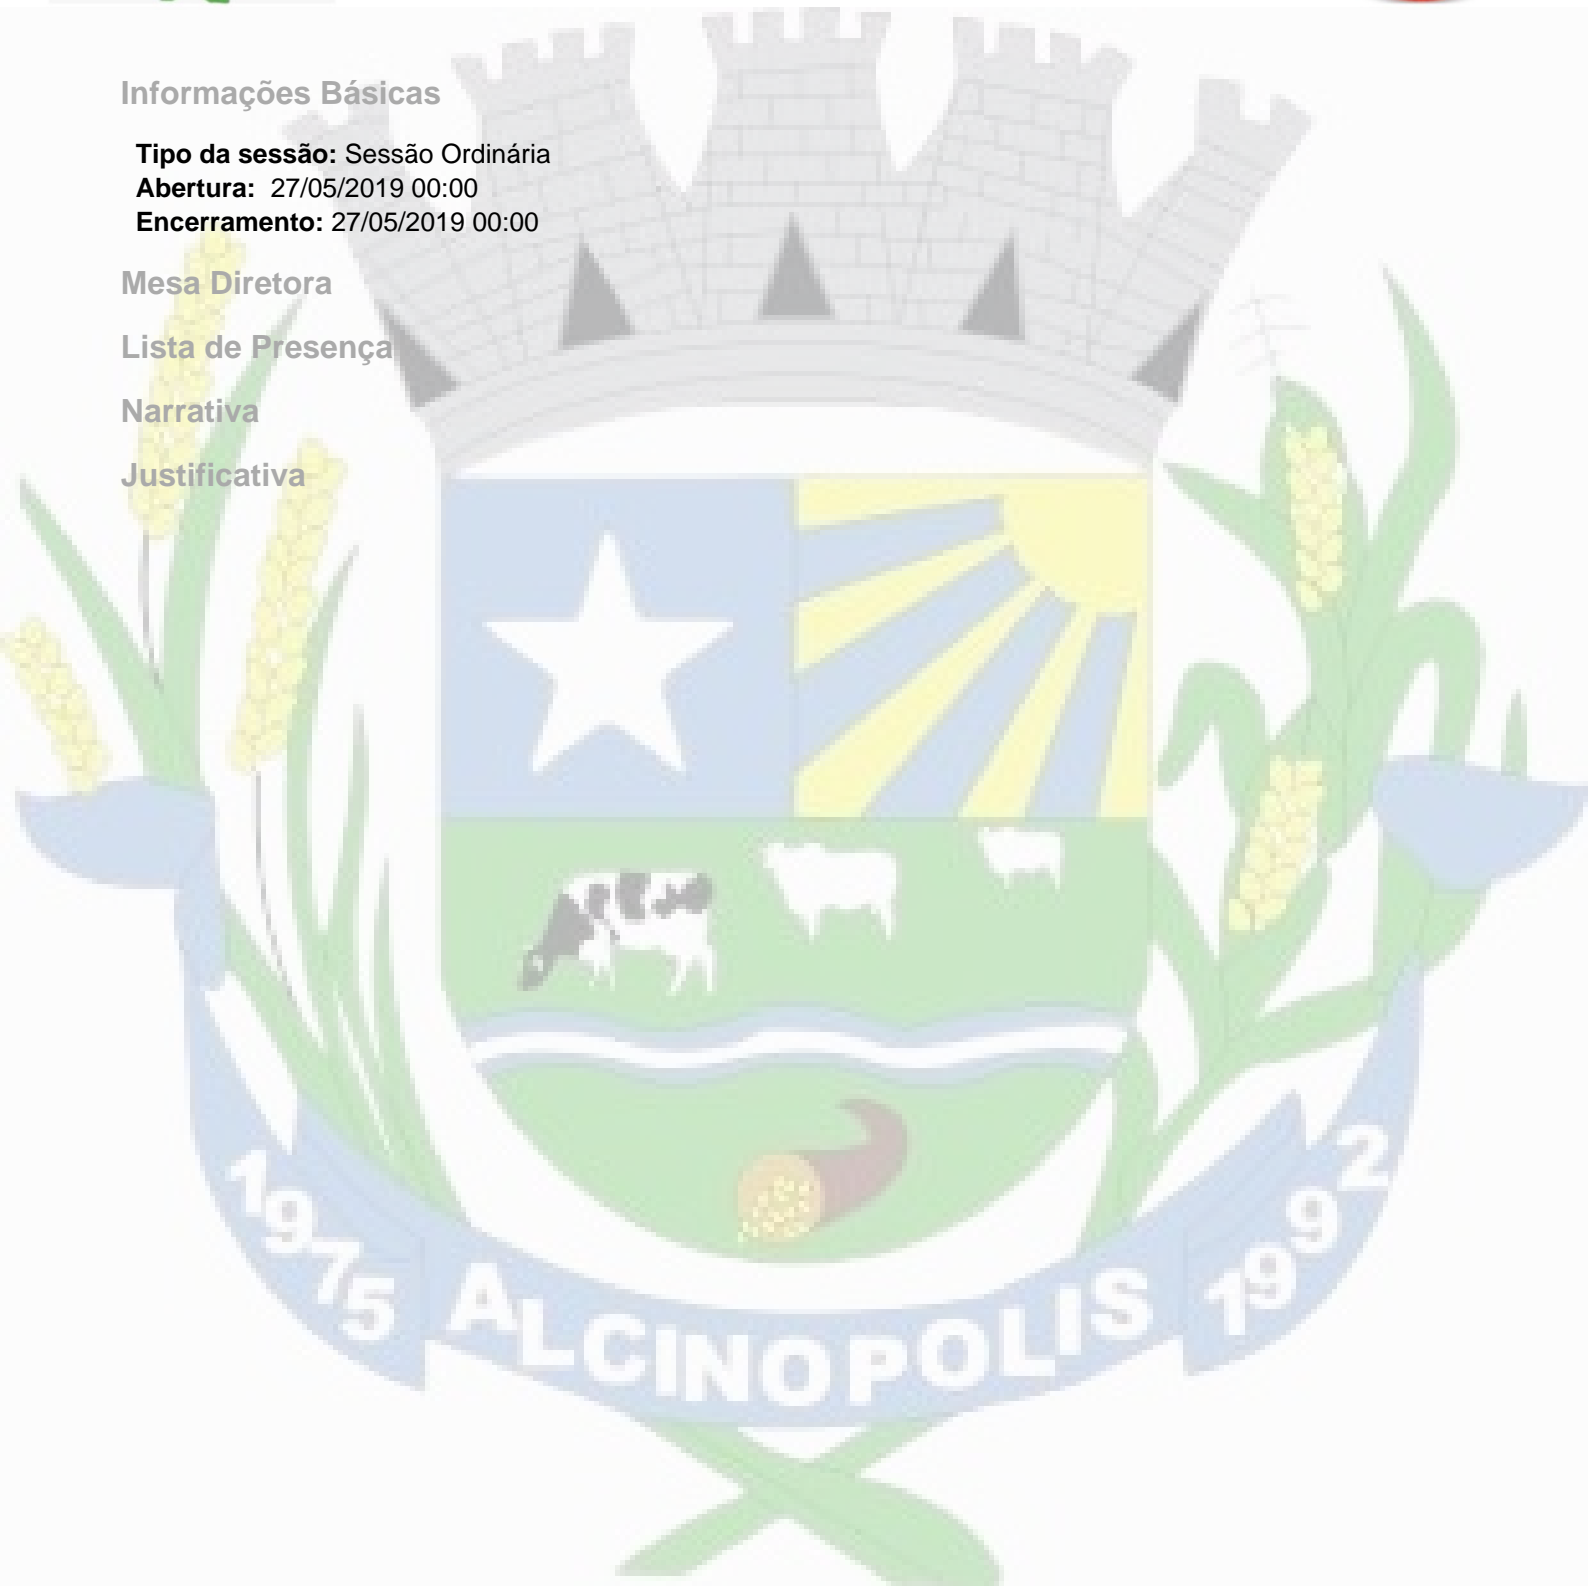 Informações Básicas
Tipo da sessão: Sessão Ordinária
Abertura: 27/05/2019 00:00
Encerramento: 27/05/2019 00:00
Mesa Diretora
Lista de Presença
Narrativa
Justificativa
1975 ALCINOPOLIS 1992